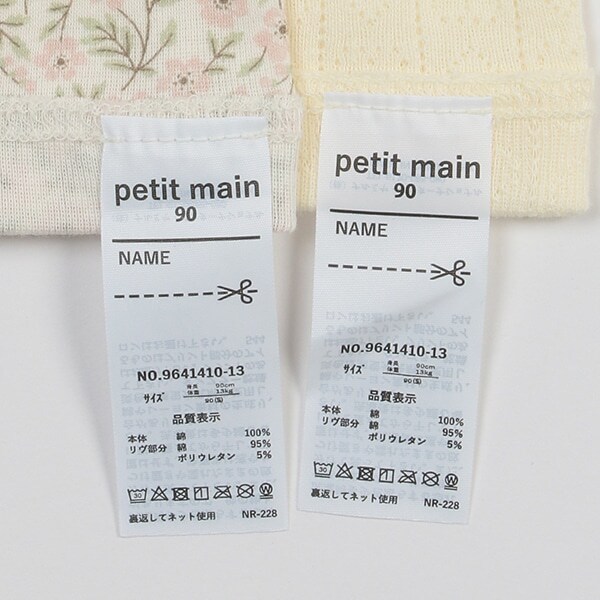 petit main
90
NAME
NO.9641410-13
サイズ 身長 90cm
体重 13kg
90(S)
品質表示
本体 綿 100%
リヴ部分 綿 95%
ポリウレタン 5%
30
裏返してネット使用 NR-228
petit main
90
NAME
NO.9641410-13
サイズ 身長 90cm
体重 13kg
90(S)
品質表示
本体 綿 100%
リヴ部分 綿 95%
ポリウレタン 5%
30
裏返してネット使用 NR-228